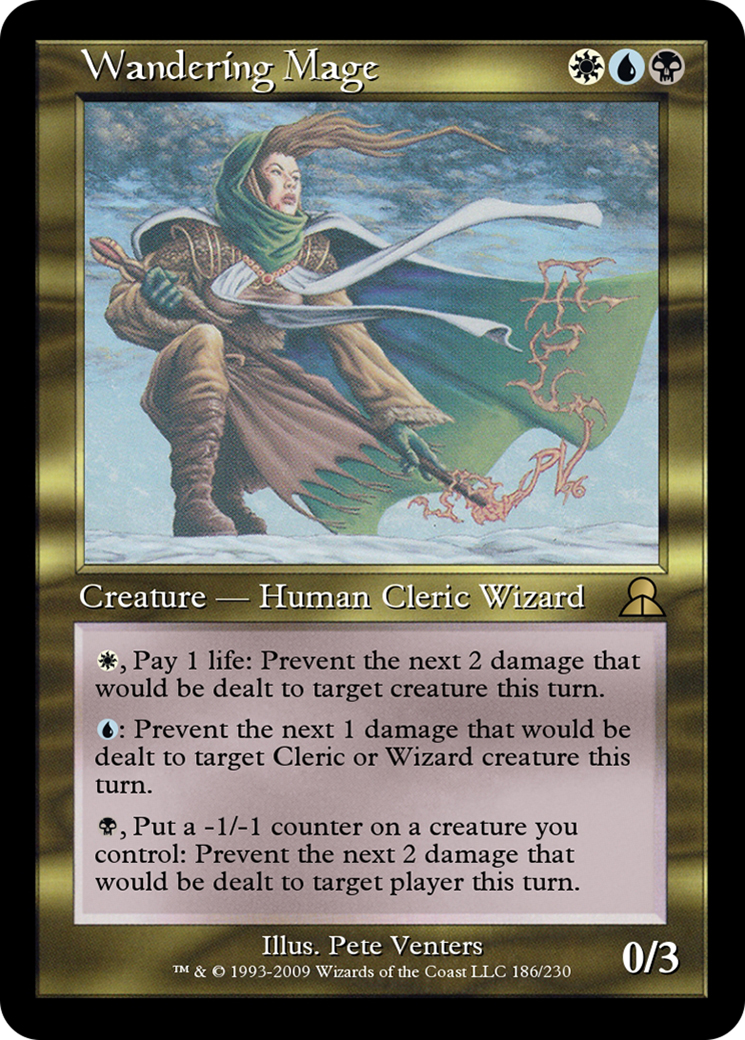 Wandering Mage
PV
96
Creature — Human Cleric Wizard
, Pay 1 life: Prevent the next 2 damage that
would be dealt to target creature this turn.
: Prevent the next 1 damage that would be
dealt to target Cleric or Wizard creature this
turn.
, Put a -1/-1 counter on a creature you
control: Prevent the next 2 damage that
would be dealt to target player this turn.
Illus. Pete Venters
™ & © 1993-2009 Wizards of the Coast LLC 186/230
0/3